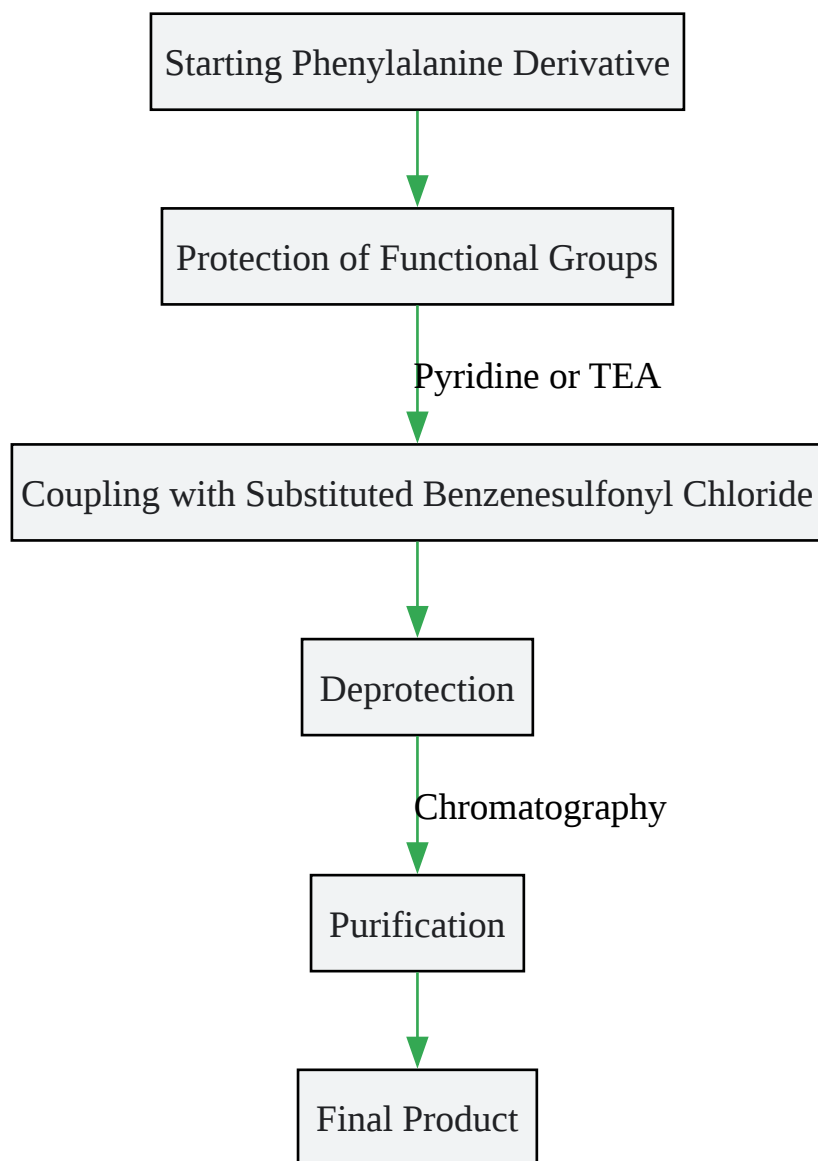 Starting Phenylalanine Derivative
Protection of Functional Groups
Pyridine or TEA
Coupling with Substituted Benzenesulfonyl Chloride
Deprotection
Chromatography
Purification
Final Product